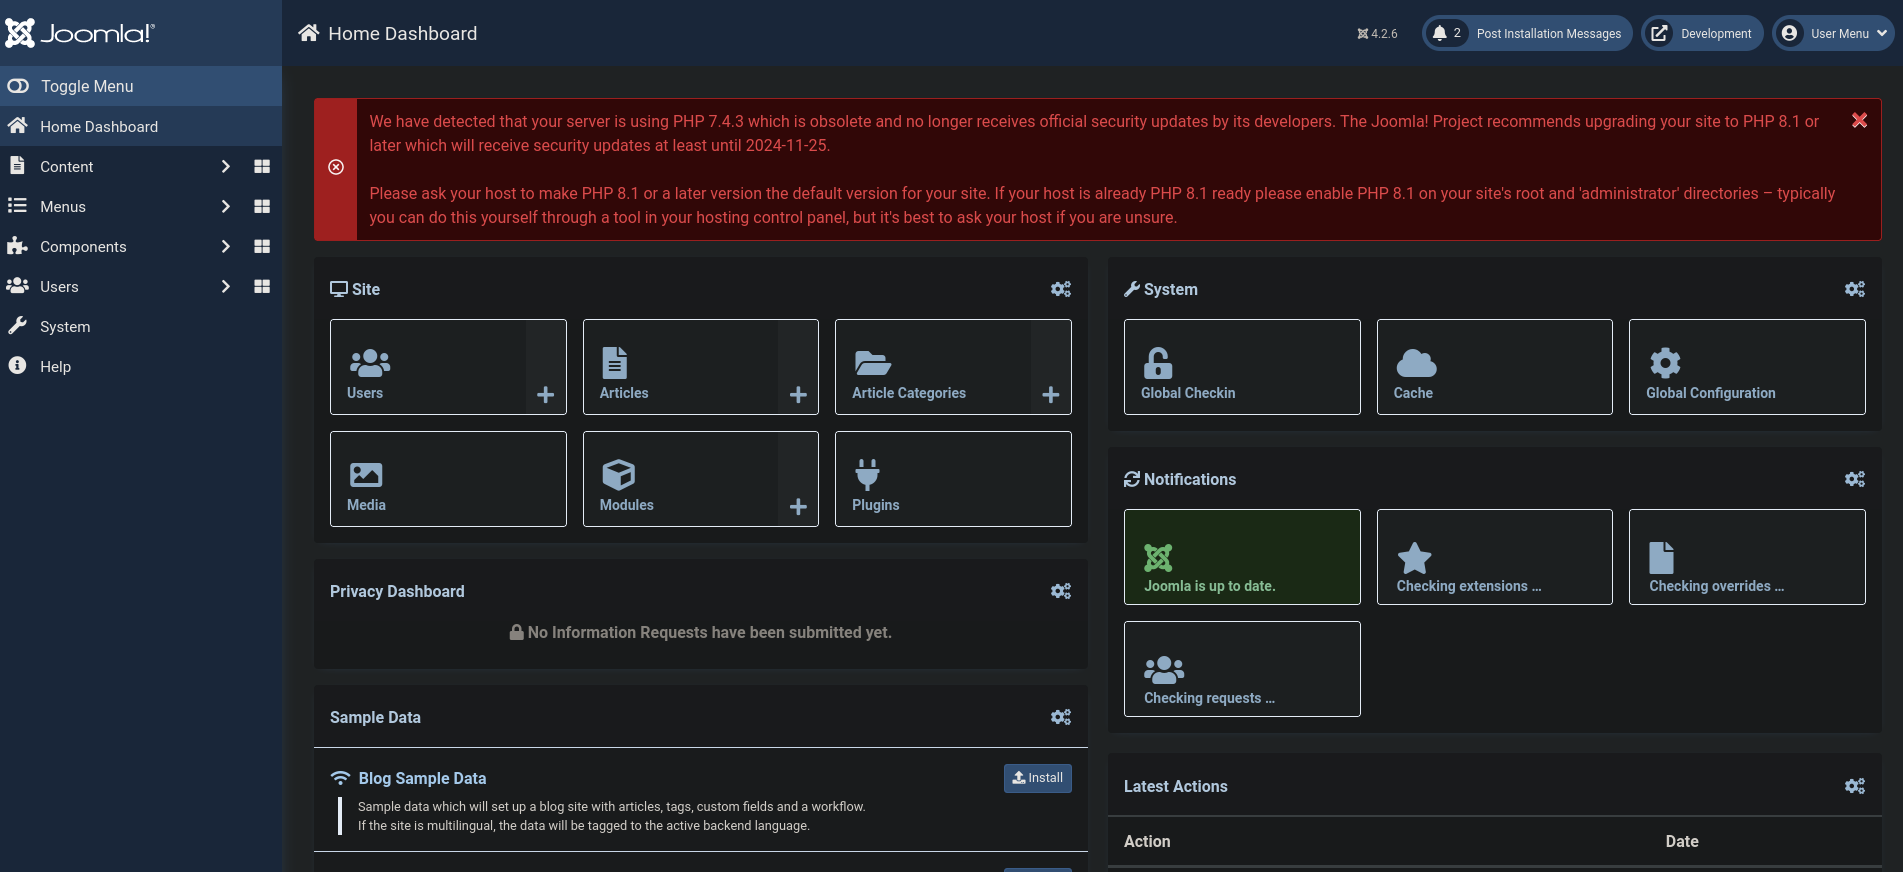 Joomla!
Home Dashboard
4.2.6
2
Post Installation Messages
Development
User Menu
Toggle Menu
Home Dashboard
Content
Menus
Components
Users
System
Help
We have detected that your server is using PHP 7.4.3 which is obsolete and no longer receives official security updates by its developers. The Joomla! Project recommends upgrading your site to PHP 8.1 or
later which will receive security updates at least until 2024-11-25.
Please ask your host to make PHP 8.1 or a later version the default version for your site. If your host is already PHP 8.1 ready please enable PHP 8.1 on your site's root and 'administrator' directories – typically
you can do this yourself through a tool in your hosting control panel, but it's best to ask your host if you are unsure.
Site
Users
Articles
Article Categories
Media
Modules
Plugins
Privacy Dashboard
No Information Requests have been submitted yet.
Sample Data
Blog Sample Data
Install
Sample data which will set up a blog site with articles, tags, custom fields and a workflow.
If the site is multilingual, the data will be tagged to the active backend language.
System
Global Checkin
Cache
Global Configuration
Notifications
Joomla is up to date.
Checking extensions ...
Checking overrides ...
Checking requests ...
Latest Actions
Action
Date